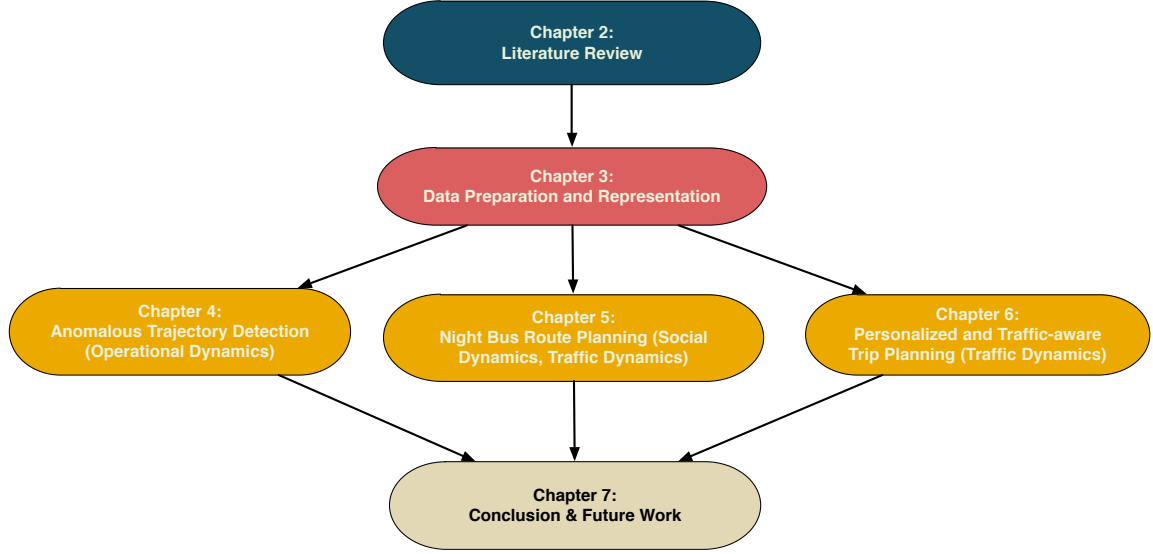 Chapter 2:
Literature Review
Chapter 3:
Data Preparation and Representation
Chapter 4:
Anomalous Trajectory Detection
(Operational Dynamics)
Chapter 5:
Night Bus Route Planning (Social
Dynamics, Traffic Dynamics)
Chapter 6:
Personalized and Traffic-aware
Trip Planning (Traffic Dynamics)
Chapter 7:
Conclusion & Future Work